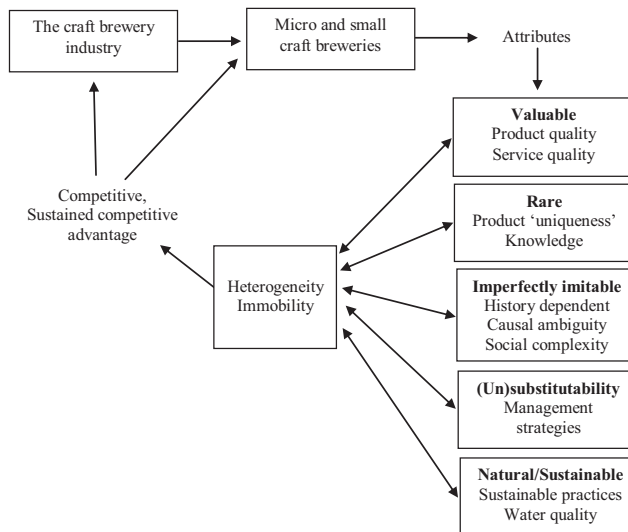 The craft brewery
industry
Micro and small
craft breweries
Attributes
Valuable
Product quality
Service quality
Rare
Product ‘uniqueness’
Knowledge
Competitive,
Sustained competitive
advantage
Heterogeneity
Immobility
Imperfectly imitable
History dependent
Causal ambiguity
Social complexity
(Un)substitutability
Management
strategies
Natural/Sustainable
Sustainable practices
Water quality